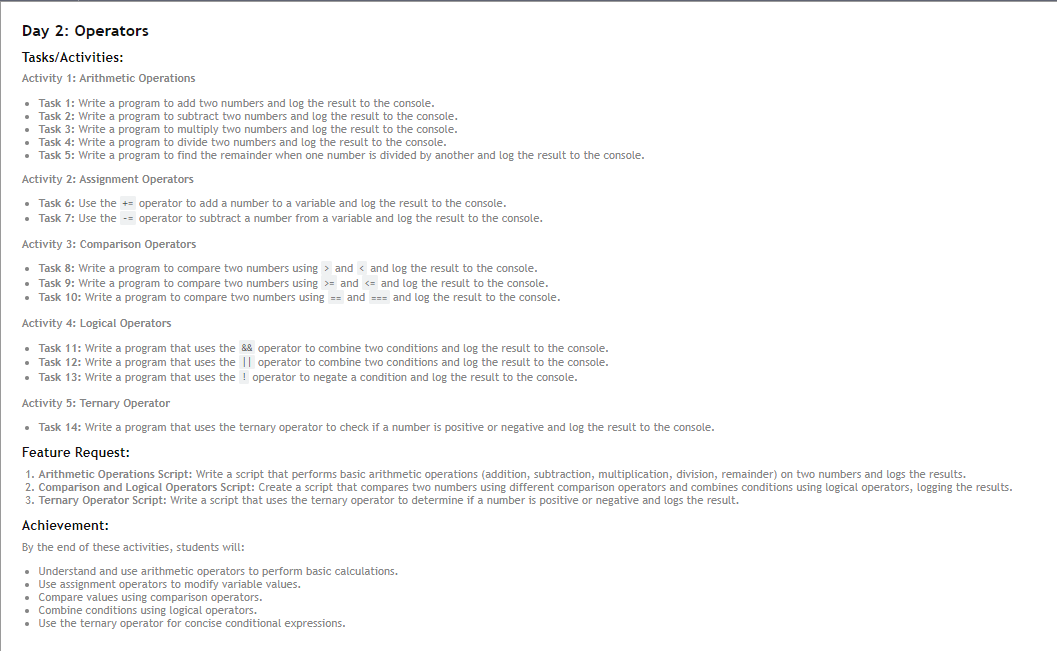 Day 2: Operators
Tasks/Activities:
Activity 1: Arithmetic Operations
• Task 1: Write a program to add two numbers and log the result to the console.
• Task 2: Write a program to subtract two numbers and log the result to the console.
• Task 3: Write a program to multiply two numbers and log the result to the console.
• Task 4: Write a program to divide two numbers and log the result to the console.
• Task 5: Write a program to find the remainder when one number is divided by another and log the result to the console.
Activity 2: Assignment Operators
• Task 6: Use the += operator to add a number to a variable and log the result to the console.
• Task 7: Use the -= operator to subtract a number from a variable and log the result to the console.
Activity 3: Comparison Operators
• Task 8: Write a program to compare two numbers using > and < and log the result to the console.
• Task 9: Write a program to compare two numbers using >= and <= and log the result to the console.
• Task 10: Write a program to compare two numbers using == and === and log the result to the console.
Activity 4: Logical Operators
• Task 11: Write a program that uses the && operator to combine two conditions and log the result to the console.
• Task 12: Write a program that uses the || operator to combine two conditions and log the result to the console.
• Task 13: Write a program that uses the ! operator to negate a condition and log the result to the console.
Activity 5: Ternary Operator
• Task 14: Write a program that uses the ternary operator to check if a number is positive or negative and log the result to the console.
Feature Request:
1. Arithmetic Operations Script: Write a script that performs basic arithmetic operations (addition, subtraction, multiplication, division, remainder) on two numbers and logs the results.
2. Comparison and Logical Operators Script: Create a script that compares two numbers using different comparison operators and combines conditions using logical operators, logging the results.
3. Ternary Operator Script: Write a script that uses the ternary operator to determine if a number is positive or negative and logs the result.
Achievement:
By the end of these activities, students will:
• Understand and use arithmetic operators to perform basic calculations.
• Use assignment operators to modify variable values.
• Compare values using comparison operators.
• Combine conditions using logical operators.
• Use the ternary operator for concise conditional expressions.